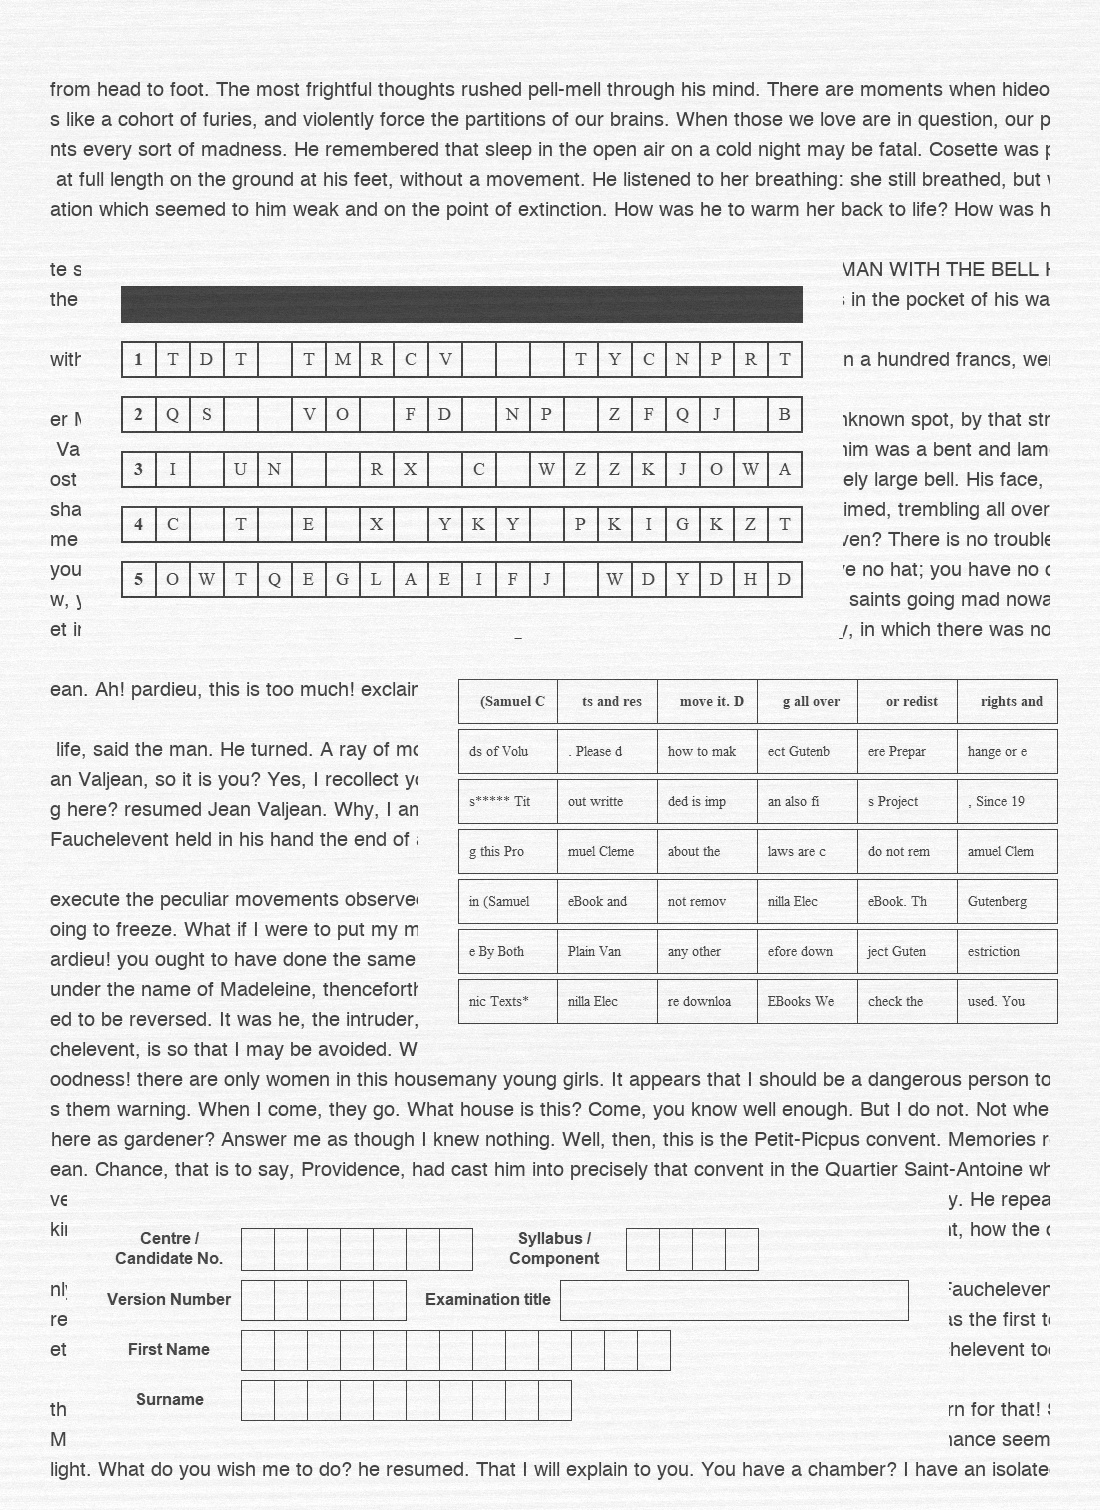 from head to foot. The most frightful thoughts rushed pell-mell through his mind. There are moments when hideo
s like a cohort of furies, and violently force the partitions of our brains. When those we love are in question, our p
nts every sort of madness. He remembered that sleep in the open air on a cold night may be fatal. Cosette was p
at full length on the ground at his feet, without a movement. He listened to her breathing: she still breathed, but
ation which seemed to him weak and on the point of extinction. How was he to warm her back to life? How was h
te s MAN WITH THE BELL
the in the pocket of his wa
1 T D T T M R C V T Y C N P R T
with n a hundred francs, wer
2 Q S V O F D N P Z F Q J B
er nknown spot, by that str
Va him was a bent and lam
3 I U N R X C W Z Z K J O W A
ost ely large bell. His face,
sha imed, trembling all over
4 C T E X Y K Y P K I G K Z T
me ven? There is no trouble
you e no hat; you have no
5 O W T Q E G L A E I F J W D Y D H D
w, saints going mad nowa
et in y, in which there was no
ean. Ah! pardieu, this is too much! exclain
(Samuel C ts and res move it. D g all over or redist rights and
life, said the man. He turned. A ray of mo
ds of Volu . Please d how to mak ect Gutenb ere Prepar hange or e
an Valjean, so it is you? Yes, I recollect yo
g here? resumed Jean Valjean. Why, I am
s***** Tit out writte ded is imp an also fi s Project , Since 19
Fauchelevent held in his hand the end of
g this Pro muel Cleme about the laws are c do not rem amuel Clem
execute the peculiar movements observed
in (Samuel eBook and not remov nilla Elec eBook. Th Gutenberg
oing to freeze. What if I were to put my m
ardieu! you ought to have done the same
e By Both Plain Van any other efore down ject Guten estriction
under the name of Madeleine, thenceforth
nic Texts* nilla Elec re downloa EBooks We check the used. You
ed to be reversed. It was he, the intruder,
chelevent, is so that I may be avoided. W
oodness! there are only women in this housemany young girls. It appears that I should be a dangerous person to
s them warning. When I come, they go. What house is this? Come, you know well enough. But I do not. Not whe
here as gardener? Answer me as though I knew nothing. Well, then, this is the Petit-Picpus convent. Memories r
ean. Chance, that is to say, Providence, had cast him into precisely that convent in the Quartier Saint-Antoine wh
ve y. He repea
kin t, how the
Centre / Candidate No. Syllabus / Component
nly Fauchelevent
Version Number Examination title
re as the first to
First Name
et helevent too
Surname
th rn for that!
M hance seem
light. What do you wish me to do? he resumed. That I will explain to you. You have a chamber? I have an isolate